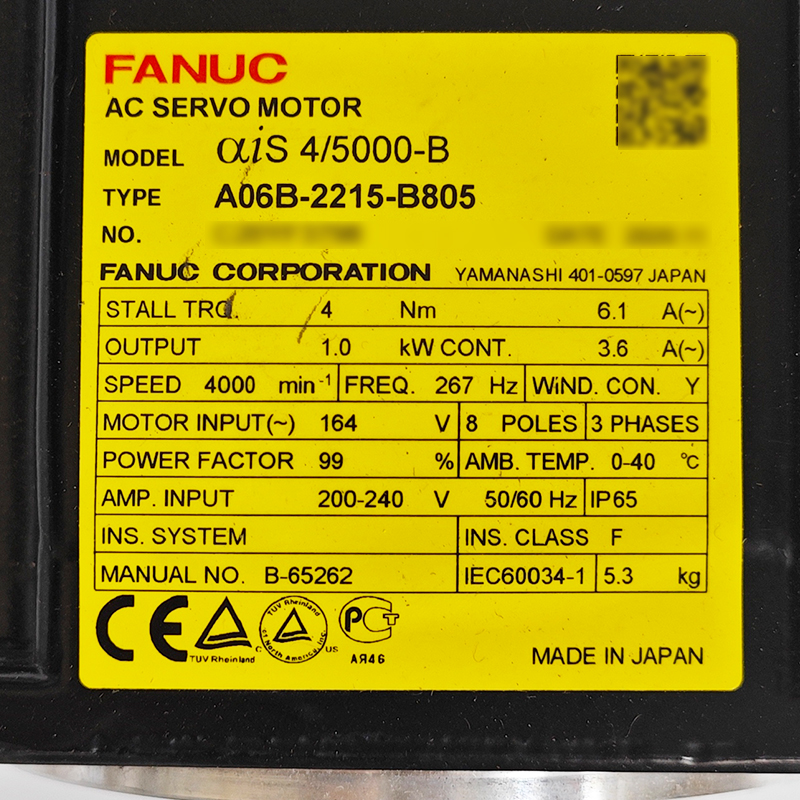 FANUC
AC SERVO MOTOR
MODEL αiS 4/5000-B
TYPE A06B-2215-B805
NO.
FANUC CORPORATION YAMANASHI 401-0597 JAPAN
STALL TRQ. 4 Nm 6.1 A(~)
OUTPUT 1.0 kW CONT. 3.6 A(~)
SPEED 4000 min-1 FREQ. 267 Hz WiND. CON. Y
MOTOR INPUT(~) 164 V 8 POLES 3 PHASES
POWER FACTOR 99 % AMB. TEMP. 0-40 ℃
AMP. INPUT 200-240 V 50/60 Hz IP65
INS. SYSTEM INS. CLASS F
MANUAL NO. B-65262 IEC60034-1 5.3 kg
CE TUV Rheinland TUV Rheinland of North America, Inc. C US PCT AЯ46
MADE IN JAPAN